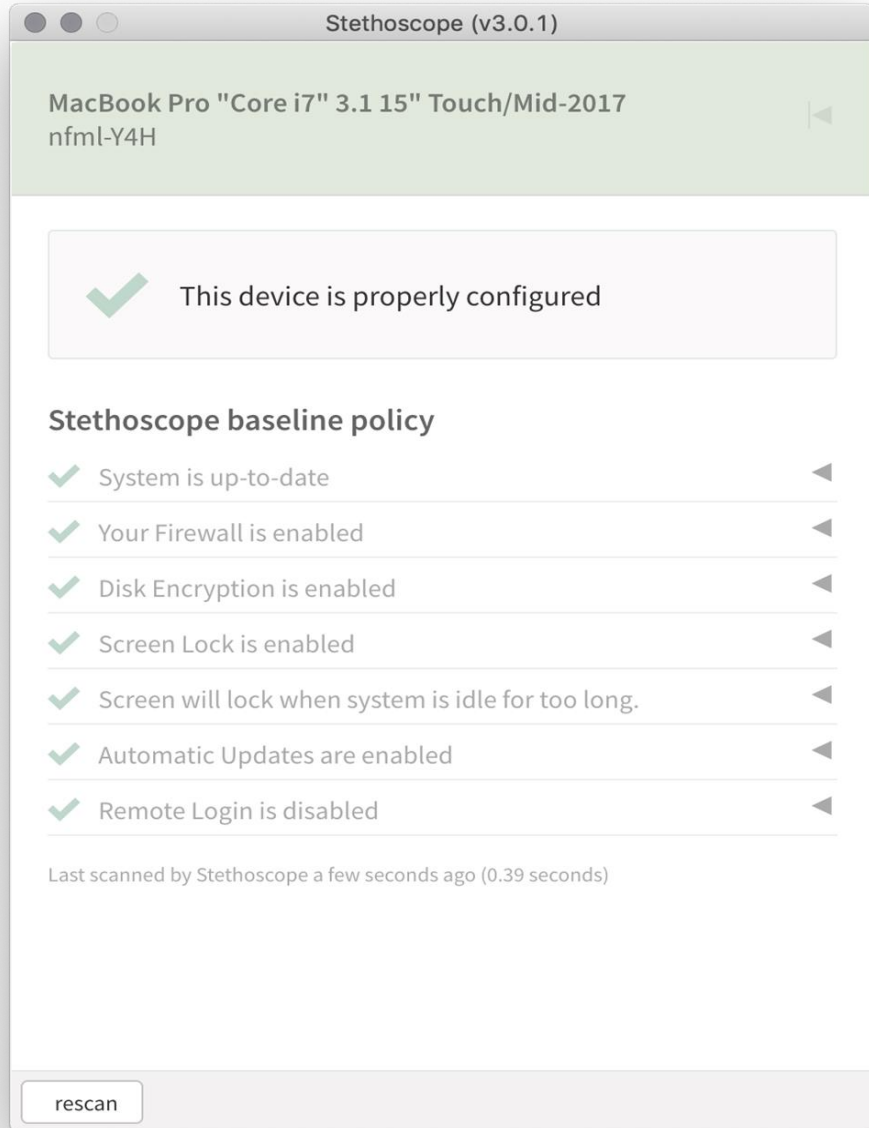 Stethoscope (v3.0.1)
MacBook Pro "Core i7" 3.1 15" Touch/Mid-2017
nfml-Y4H
This device is properly configured
Stethoscope baseline policy
System is up-to-date
Your Firewall is enabled
Disk Encryption is enabled
Screen Lock is enabled
Screen will lock when system is idle for too long.
Automatic Updates are enabled
Remote Login is disabled
Last scanned by Stethoscope a few seconds ago (0.39 seconds)
rescan